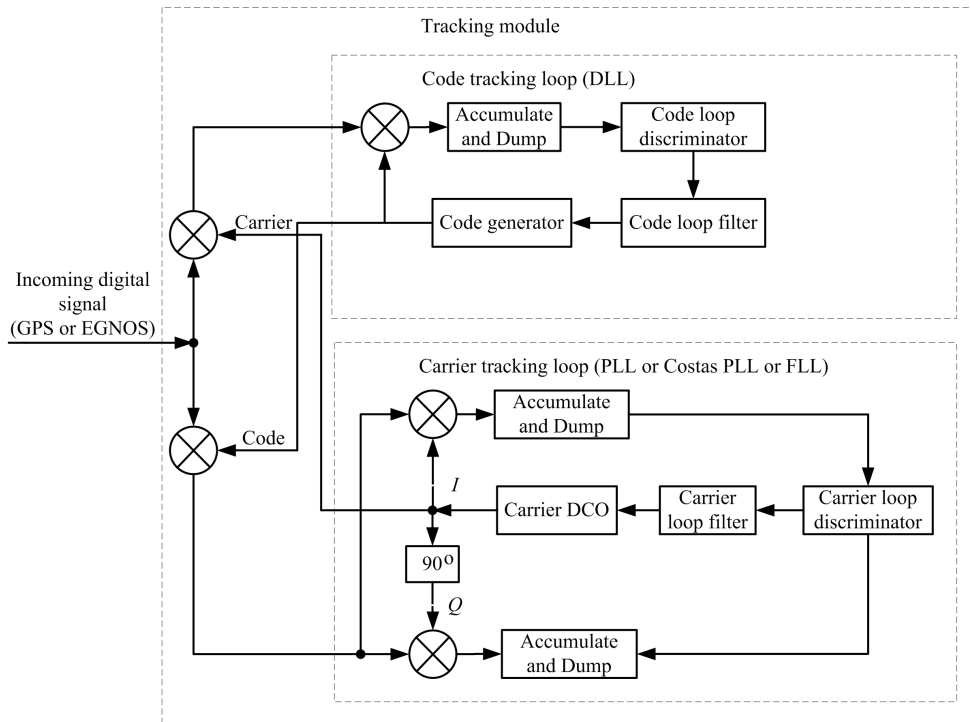 Tracking module
Code tracking loop (DLL)
Accumulate
and Dump
Code loop
discriminator
Carrier
Code generator
Code loop filter
Incoming digital
signal
(GPS or EGNOS)
Carrier tracking loop (PLL or Costas PLL or FLL)
Accumulate
and Dump
Code
I
Carrier DCO
Carrier
loop filter
Carrier loop
discriminator
90º
Q
Accumulate
and Dump